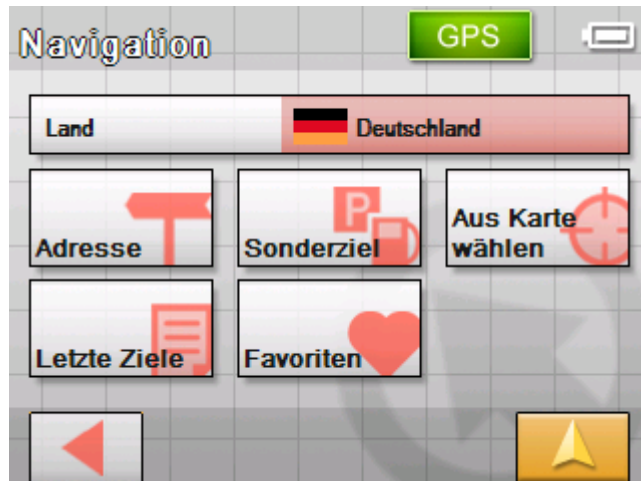 Navigation
GPS
Land
Deutschland
Adresse
P
Sonderziel
Aus Karte
wählen
Letzte Ziele
Favoriten